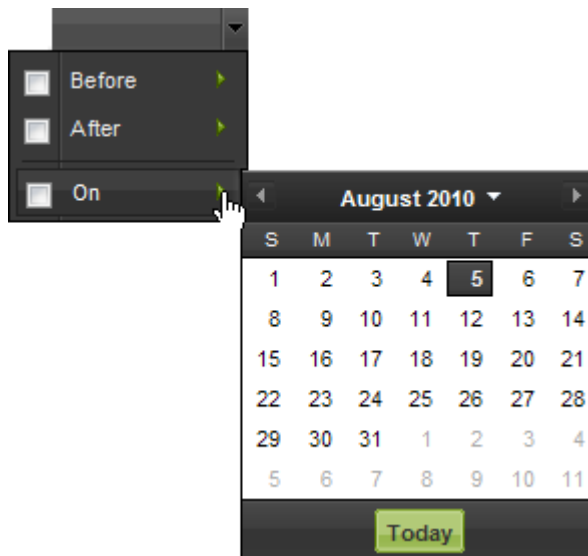 Before
After
On
August 2010
S M T W T F S
1 2 3 4 5 6 7
8 9 10 11 12 13 14
15 16 17 18 19 20 21
22 23 24 25 26 27 28
29 30 31 1 2 3 4
5 6 7 8 9 10 11
Today